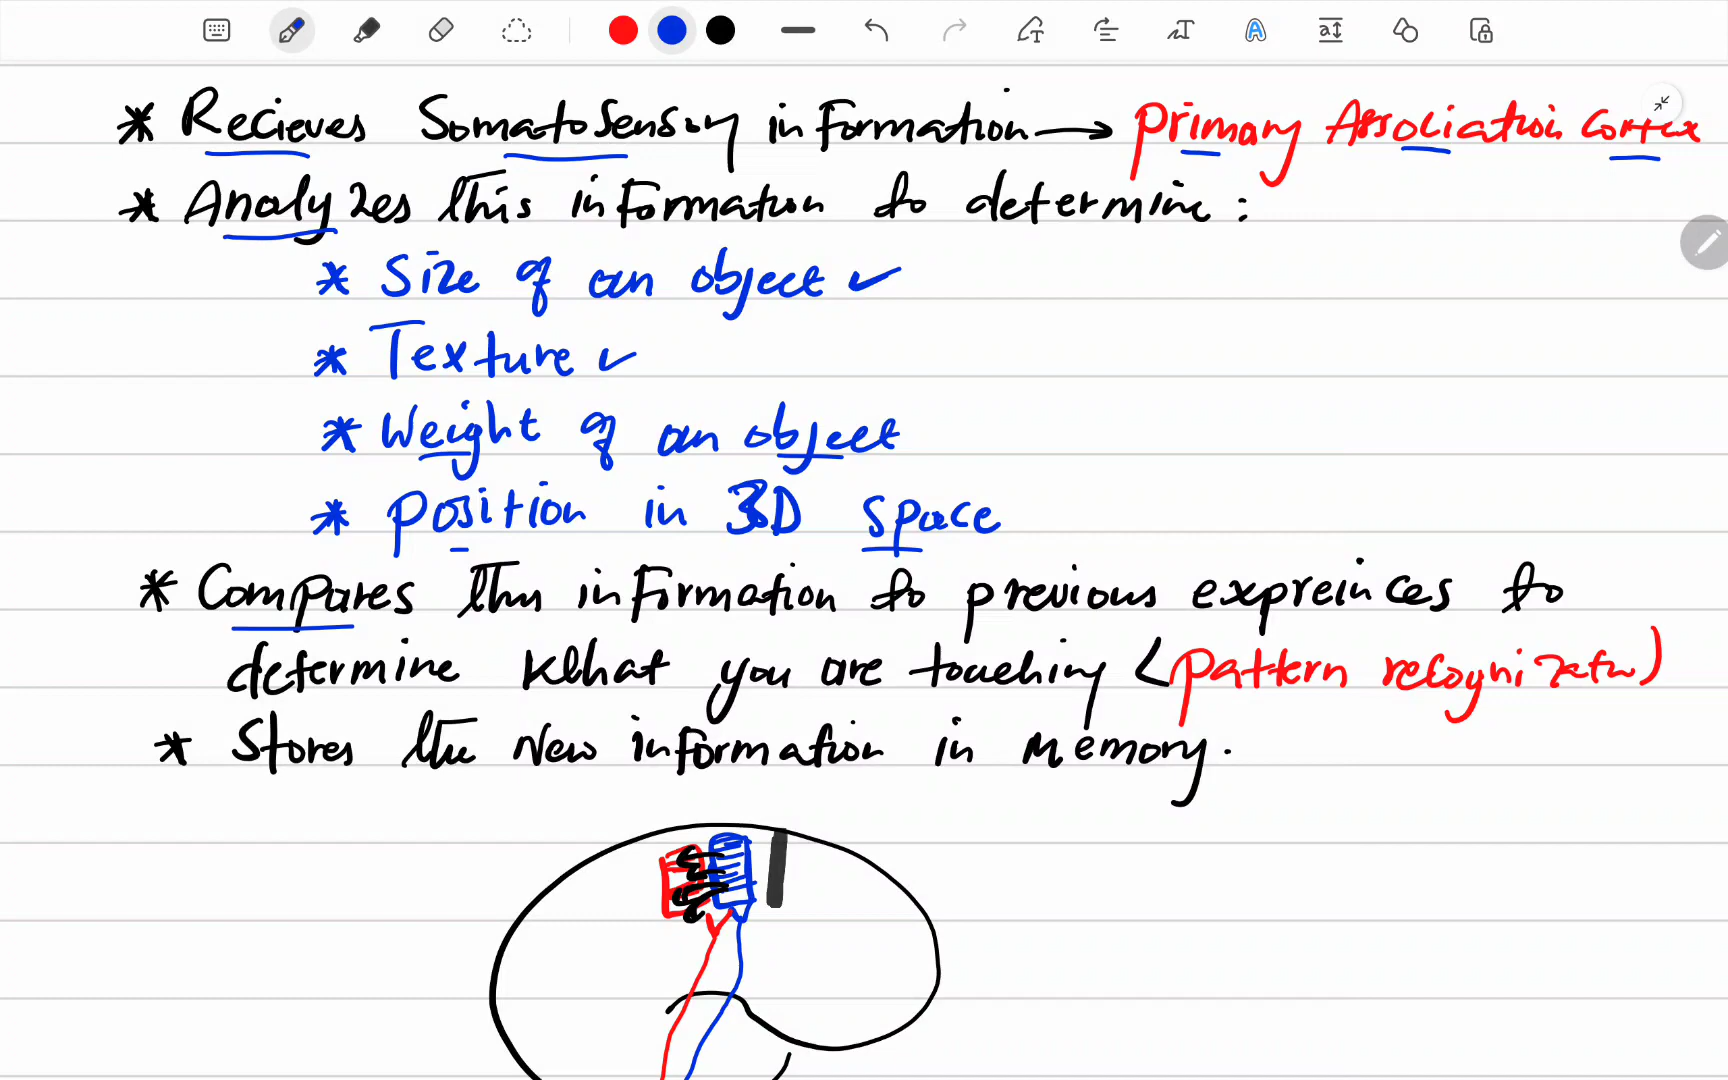 * Recieves Somatosensory information → primary Association cortex
* Analyzes this information to determine :
* Size of an object ✓
* Texture ✓
* Weight of an object
* position in 3D space
* Compares this information to previous expreinces to
determine what you are touching (pattern recognization)
* Stores the New information in memory.